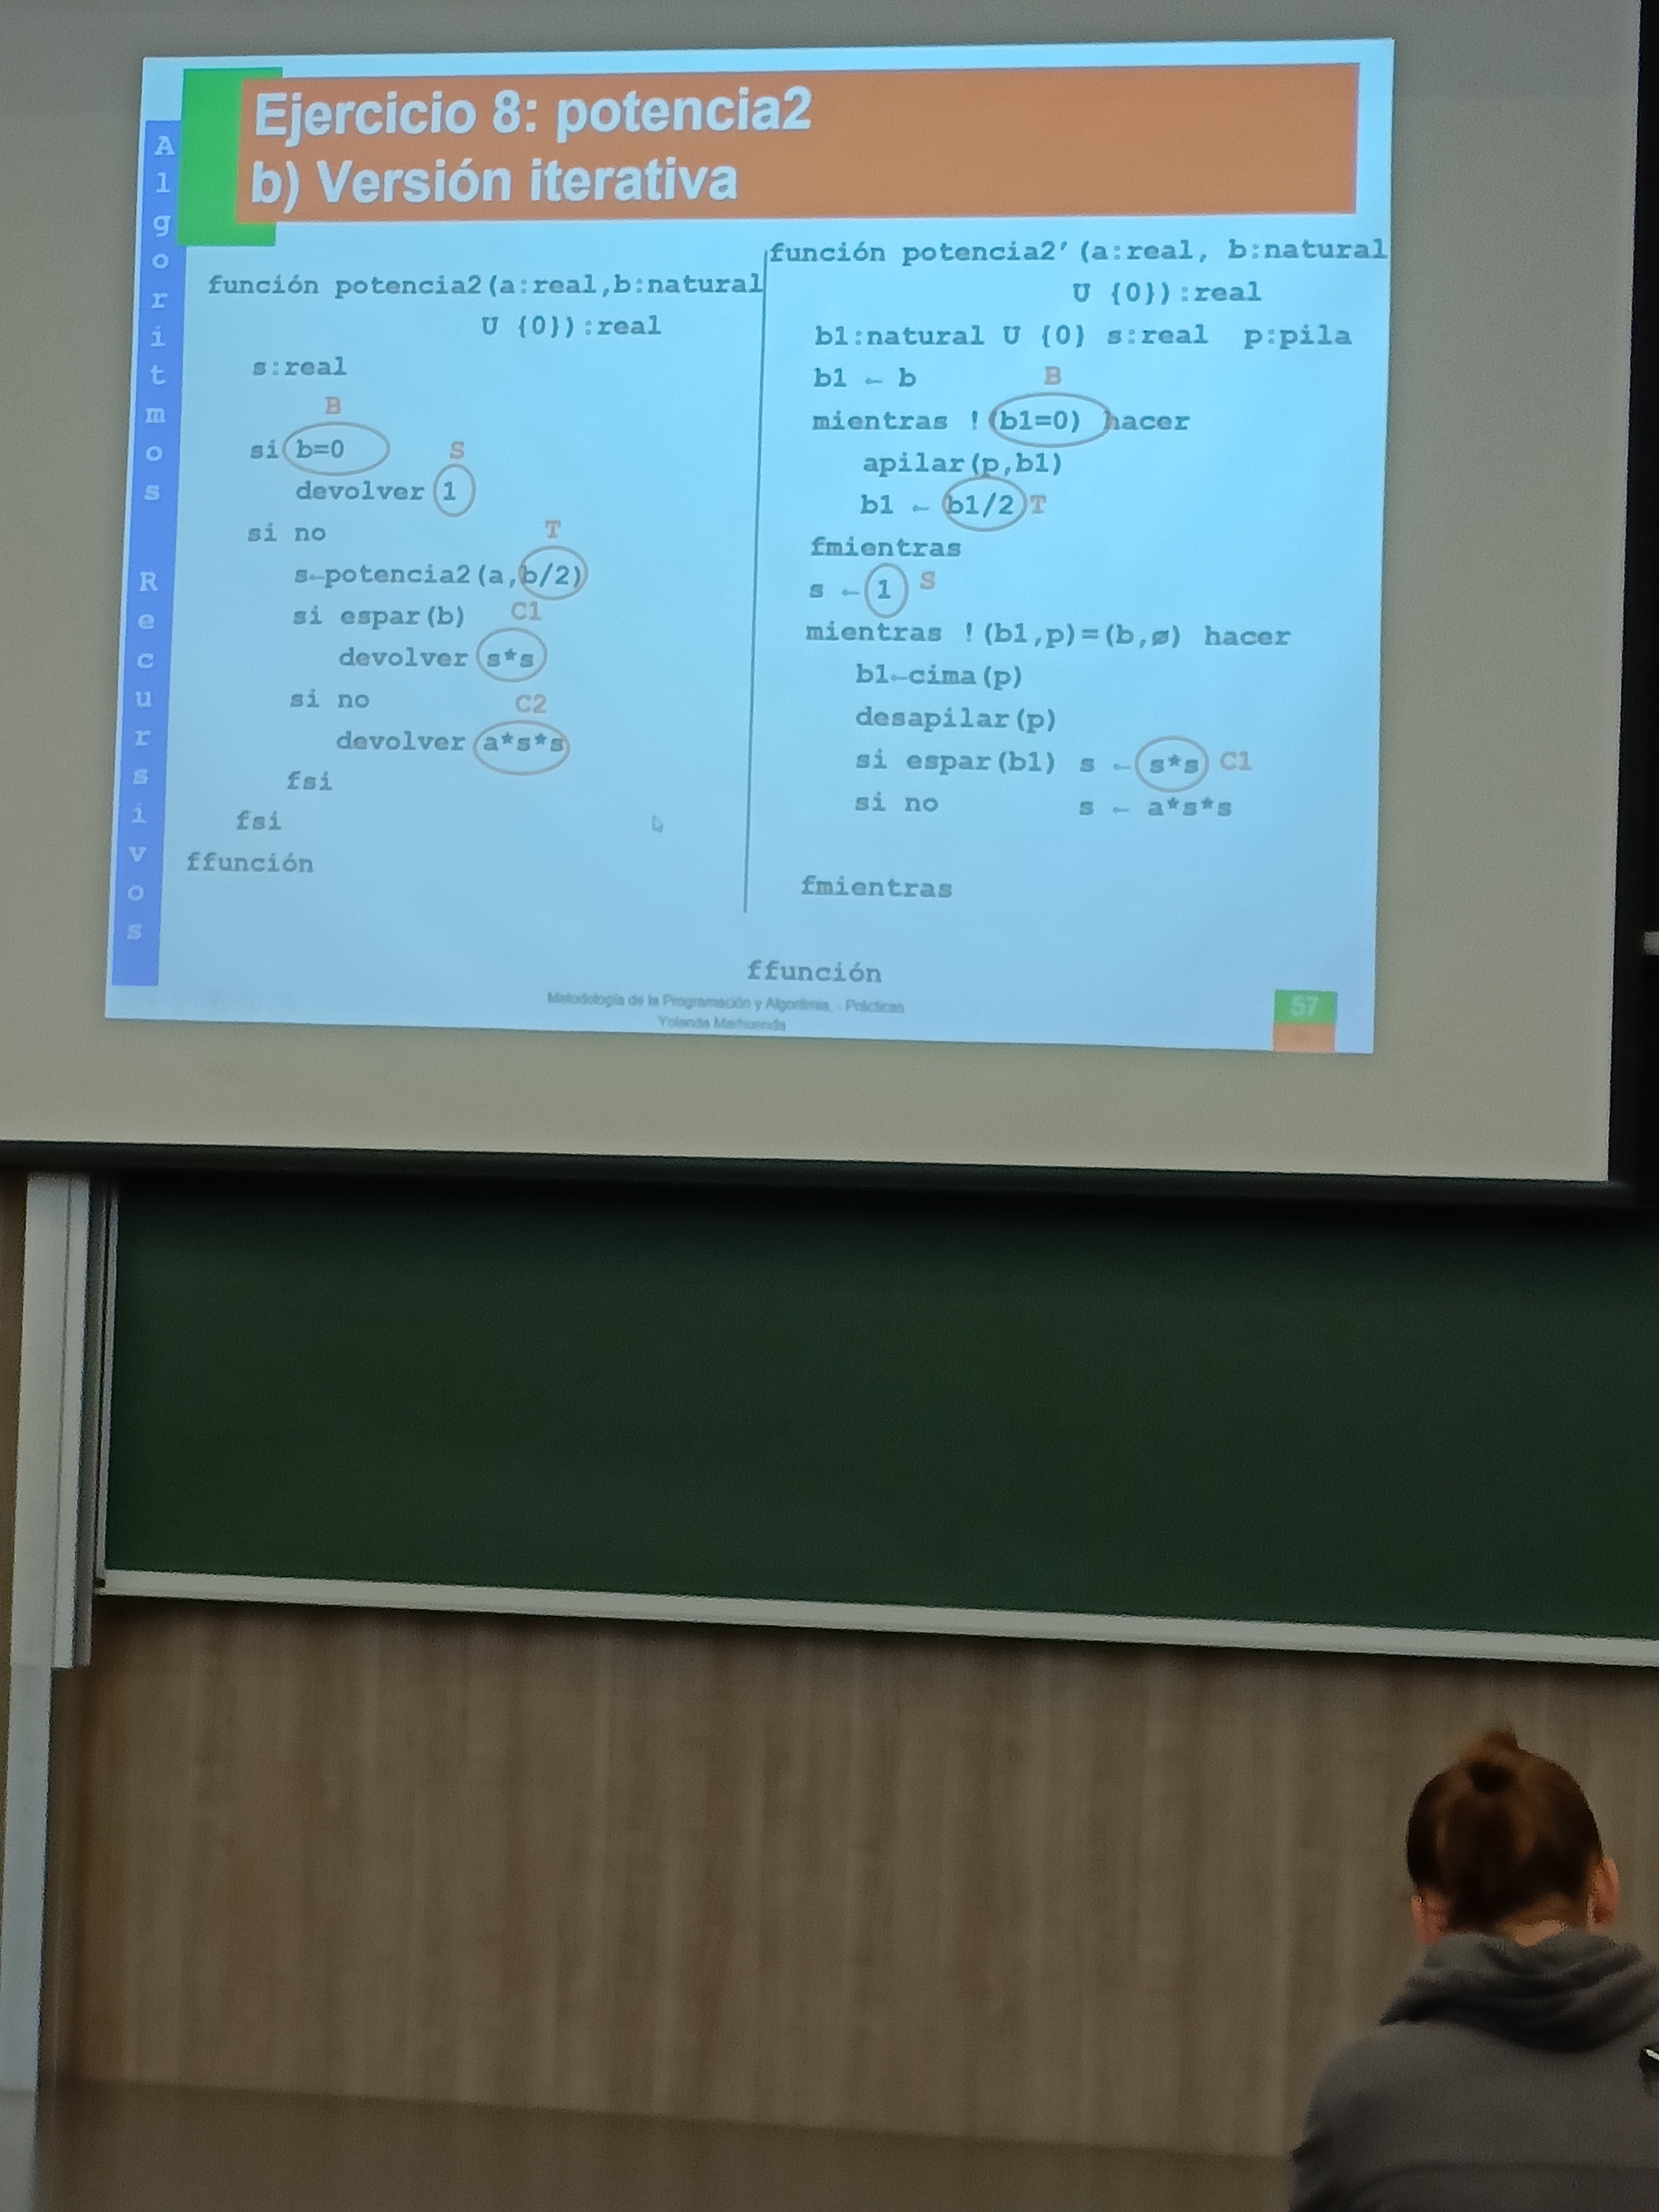 Ejercicio 8: potencia2
b) Versión iterativa
Algoritmos Recursivos
función potencia2(a:real,b:natural
U {0}):real
s:real
B
si b=0
S
devolver 1
si no
T
s←potencia2(a,b/2)
si espar(b)
C1
devolver s*s
si no
C2
devolver a*s*s
fsi
fsi
ffunción
función potencia2’(a:real, b:natural
U {0}):real
b1:natural U {0} s:real p:pila
b1 ← b
B
mientras !(b1=0) hacer
apilar(p,b1)
b1 ← b1/2 T
fmientras
s ← 1 S
mientras !(b1,p)=(b,ø) hacer
b1←cima(p)
desapilar(p)
si espar(b1) s ← s*s C1
si no s ← a*s*s
fmientras
ffunción
Metodología de la Programación y Algoritmia. - Prácticas
Yolanda Marhuenda
57